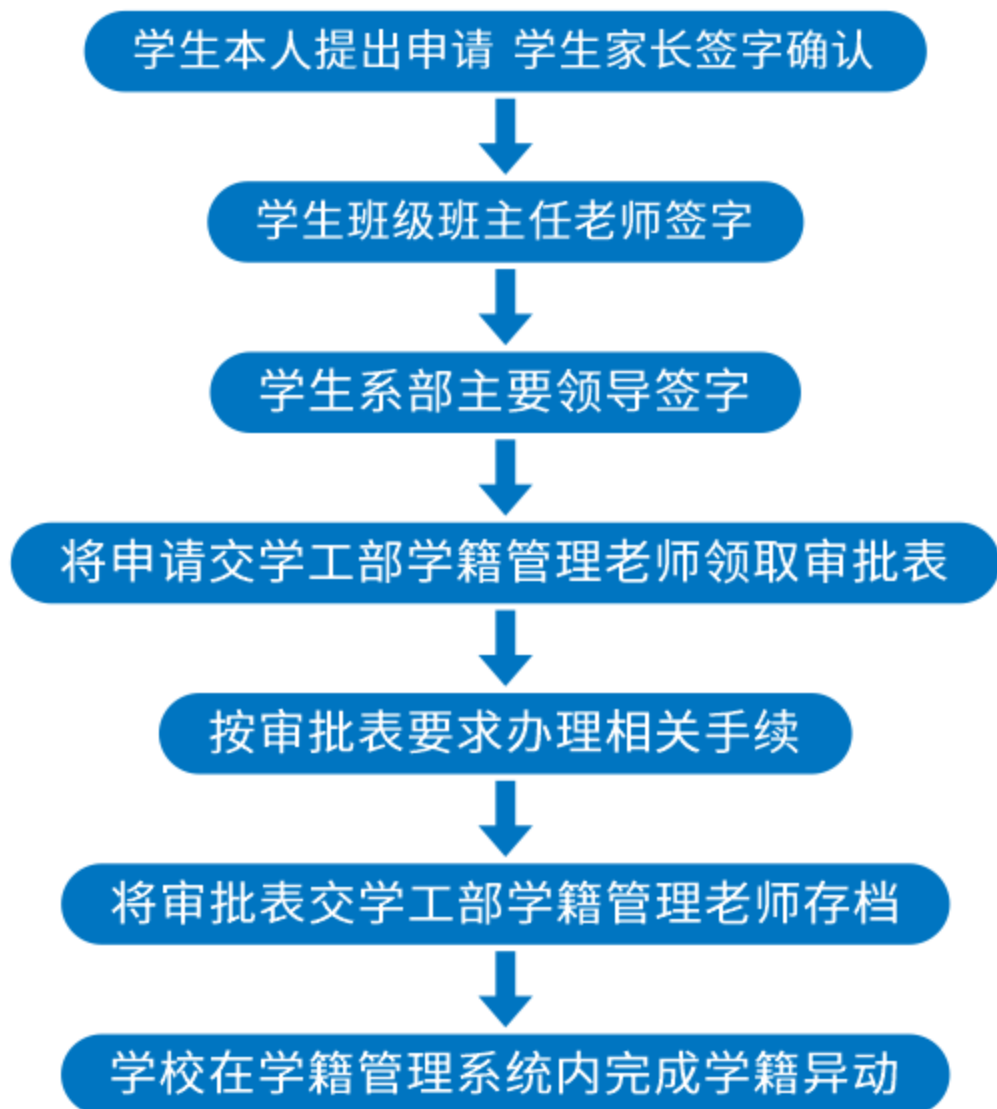 学生本人提出申请 学生家长签字确认
学生班级班主任老师签字
学生系部主要领导签字
将申请交学工部学籍管理老师领取审批表
按审批表要求办理相关手续
将审批表交学工部学籍管理老师存档
学校在学籍管理系统内完成学籍异动